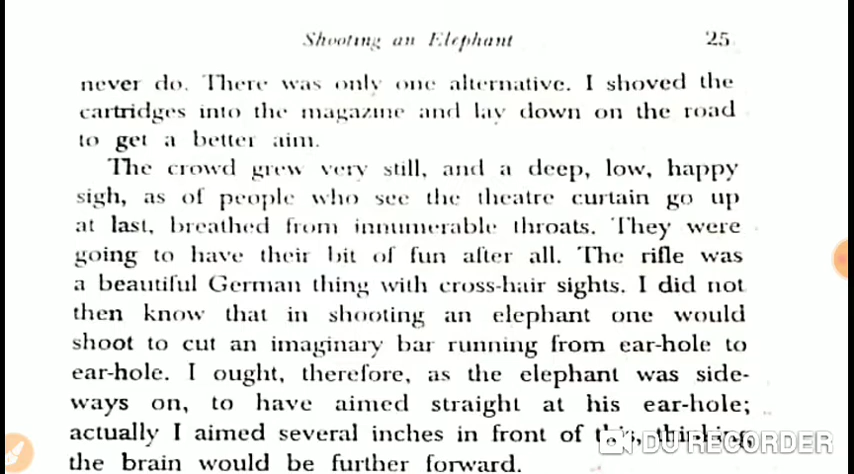 Shooting an Elephant 25
never do. There was only one alternative. I shoved the
cartridges into the magazine and lay down on the road
to get a better aim.
The crowd grew very still, and a deep, low, happy
sigh, as of people who see the theatre curtain go up
at last, breathed from innumerable throats. They were
going to have their bit of fun after all. The rifle was
a beautiful German thing with cross-hair sights. I did not
then know that in shooting an elephant one would
shoot to cut an imaginary bar running from ear-hole to
ear-hole. I ought, therefore, as the elephant was side-
ways on, to have aimed straight at his ear-hole;
actually I aimed several inches in front of this, thinking
the brain would be further forward.
DU RECORDER